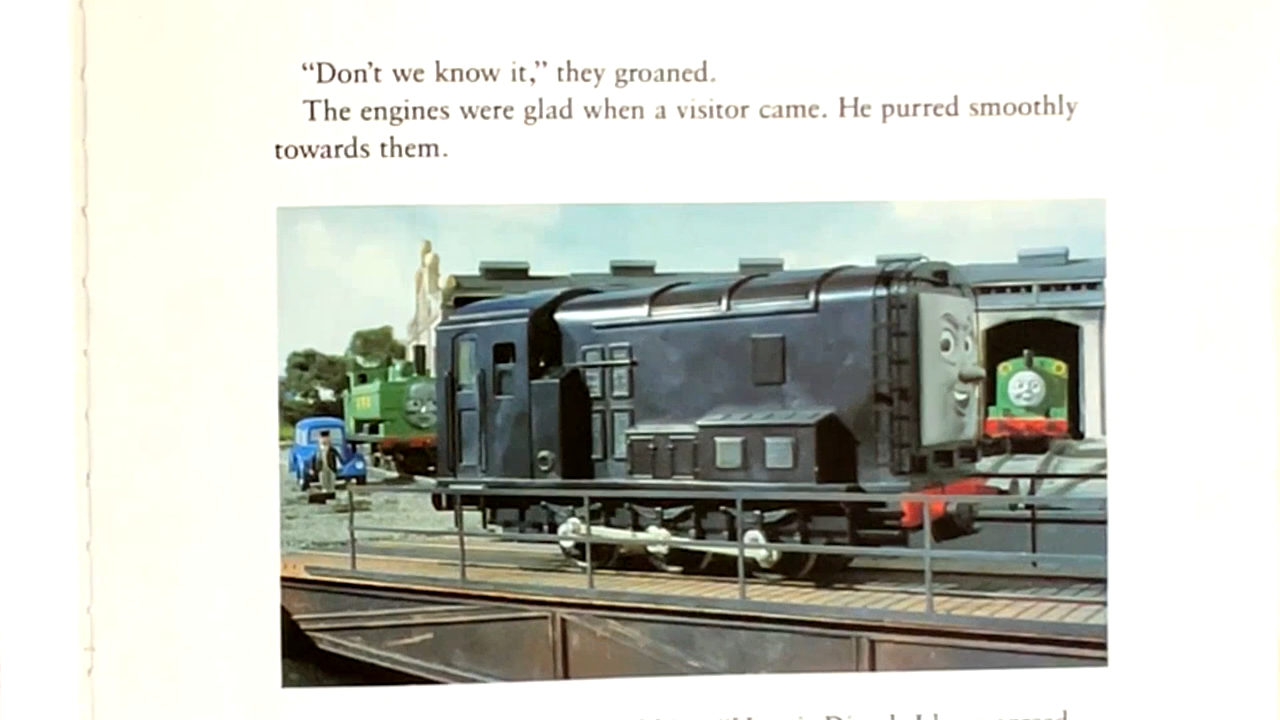 “Don’t we know it,” they groaned.
The engines were glad when a visitor came. He purred smoothly
towards them.